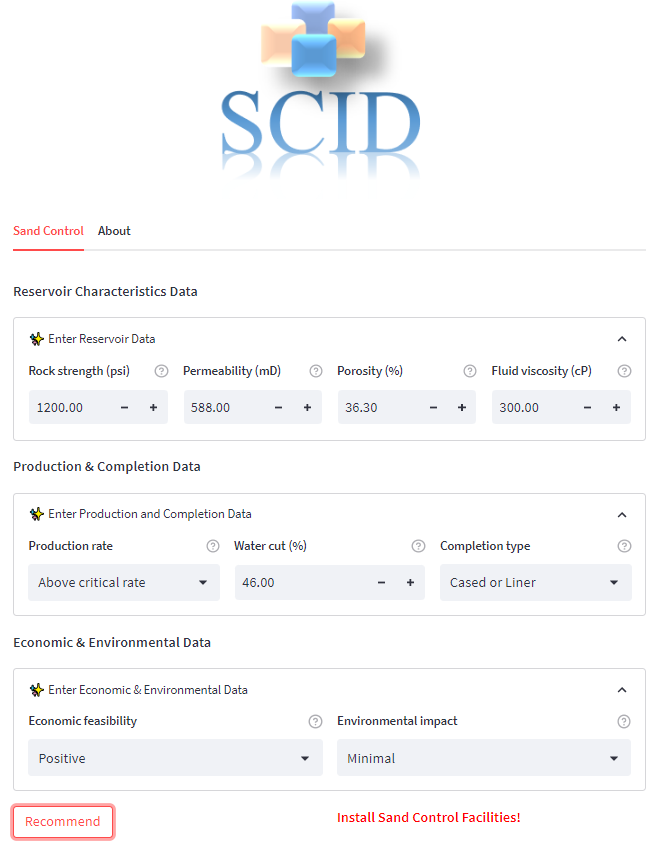 SCID
Sand Control About
Reservoir Characteristics Data
Enter Reservoir Data
Rock strength (psi) Permeability (mD) Porosity (%) Fluid viscosity (cP)
1200.00 − + 588.00 − + 36.30 − + 300.00 − +
Production & Completion Data
Enter Production and Completion Data
Production rate Water cut (%) Completion type
Above critical rate 46.00 − + Cased or Liner
Economic & Environmental Data
Enter Economic & Environmental Data
Economic feasibility Environmental impact
Positive Minimal
Recommend Install Sand Control Facilities!